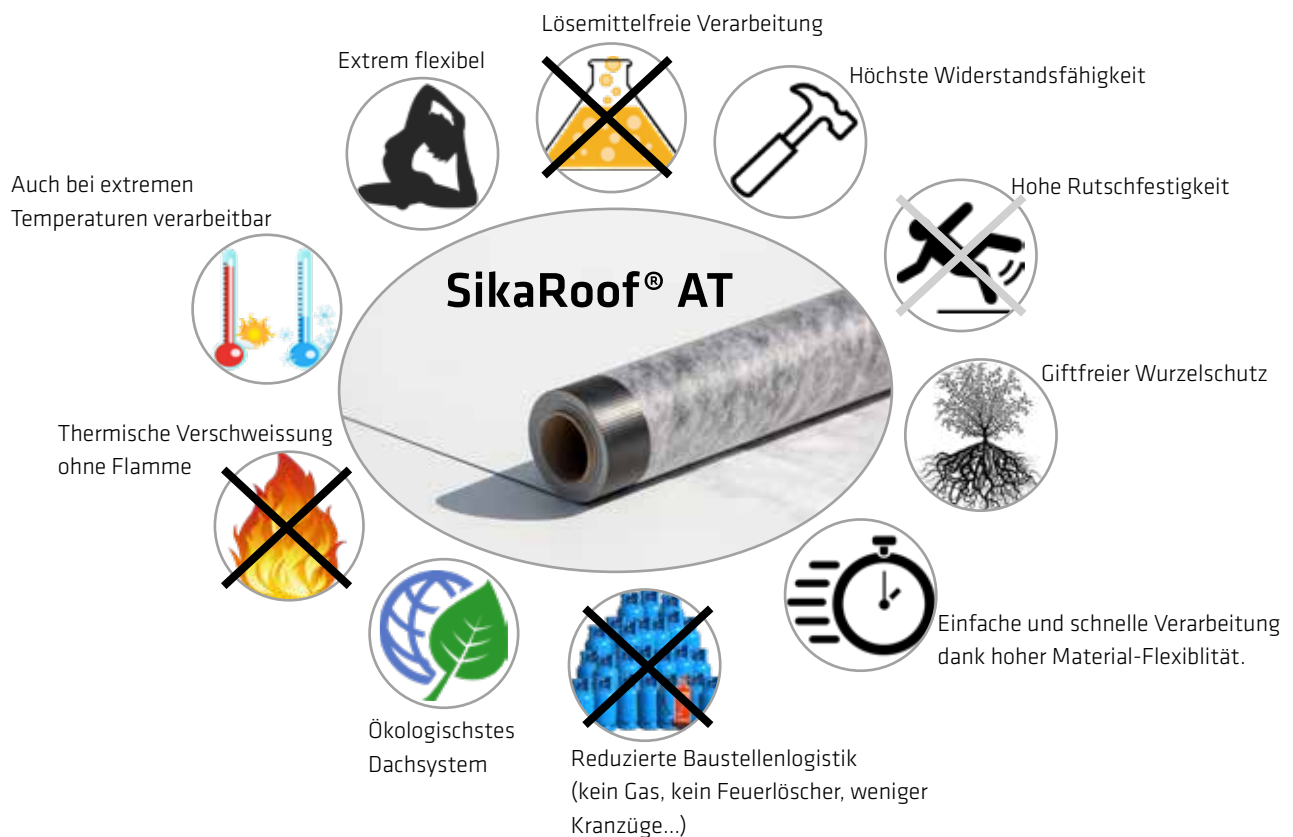 Lösemittelfreie Verarbeitung
Extrem flexibel
Höchste Widerstandsfähigkeit
Auch bei extremen
Temperaturen verarbeitbar
Hohe Rutschfestigkeit
SikaRoof® AT
Giftfreier Wurzelschutz
Thermische Verschweissung
ohne Flamme
Einfache und schnelle Verarbeitung
dank hoher Material-Flexiblität.
Ökologischstes
Dachsystem
Reduzierte Baustellenlogistik
(kein Gas, kein Feuerlöscher, weniger
Kranzüge...)